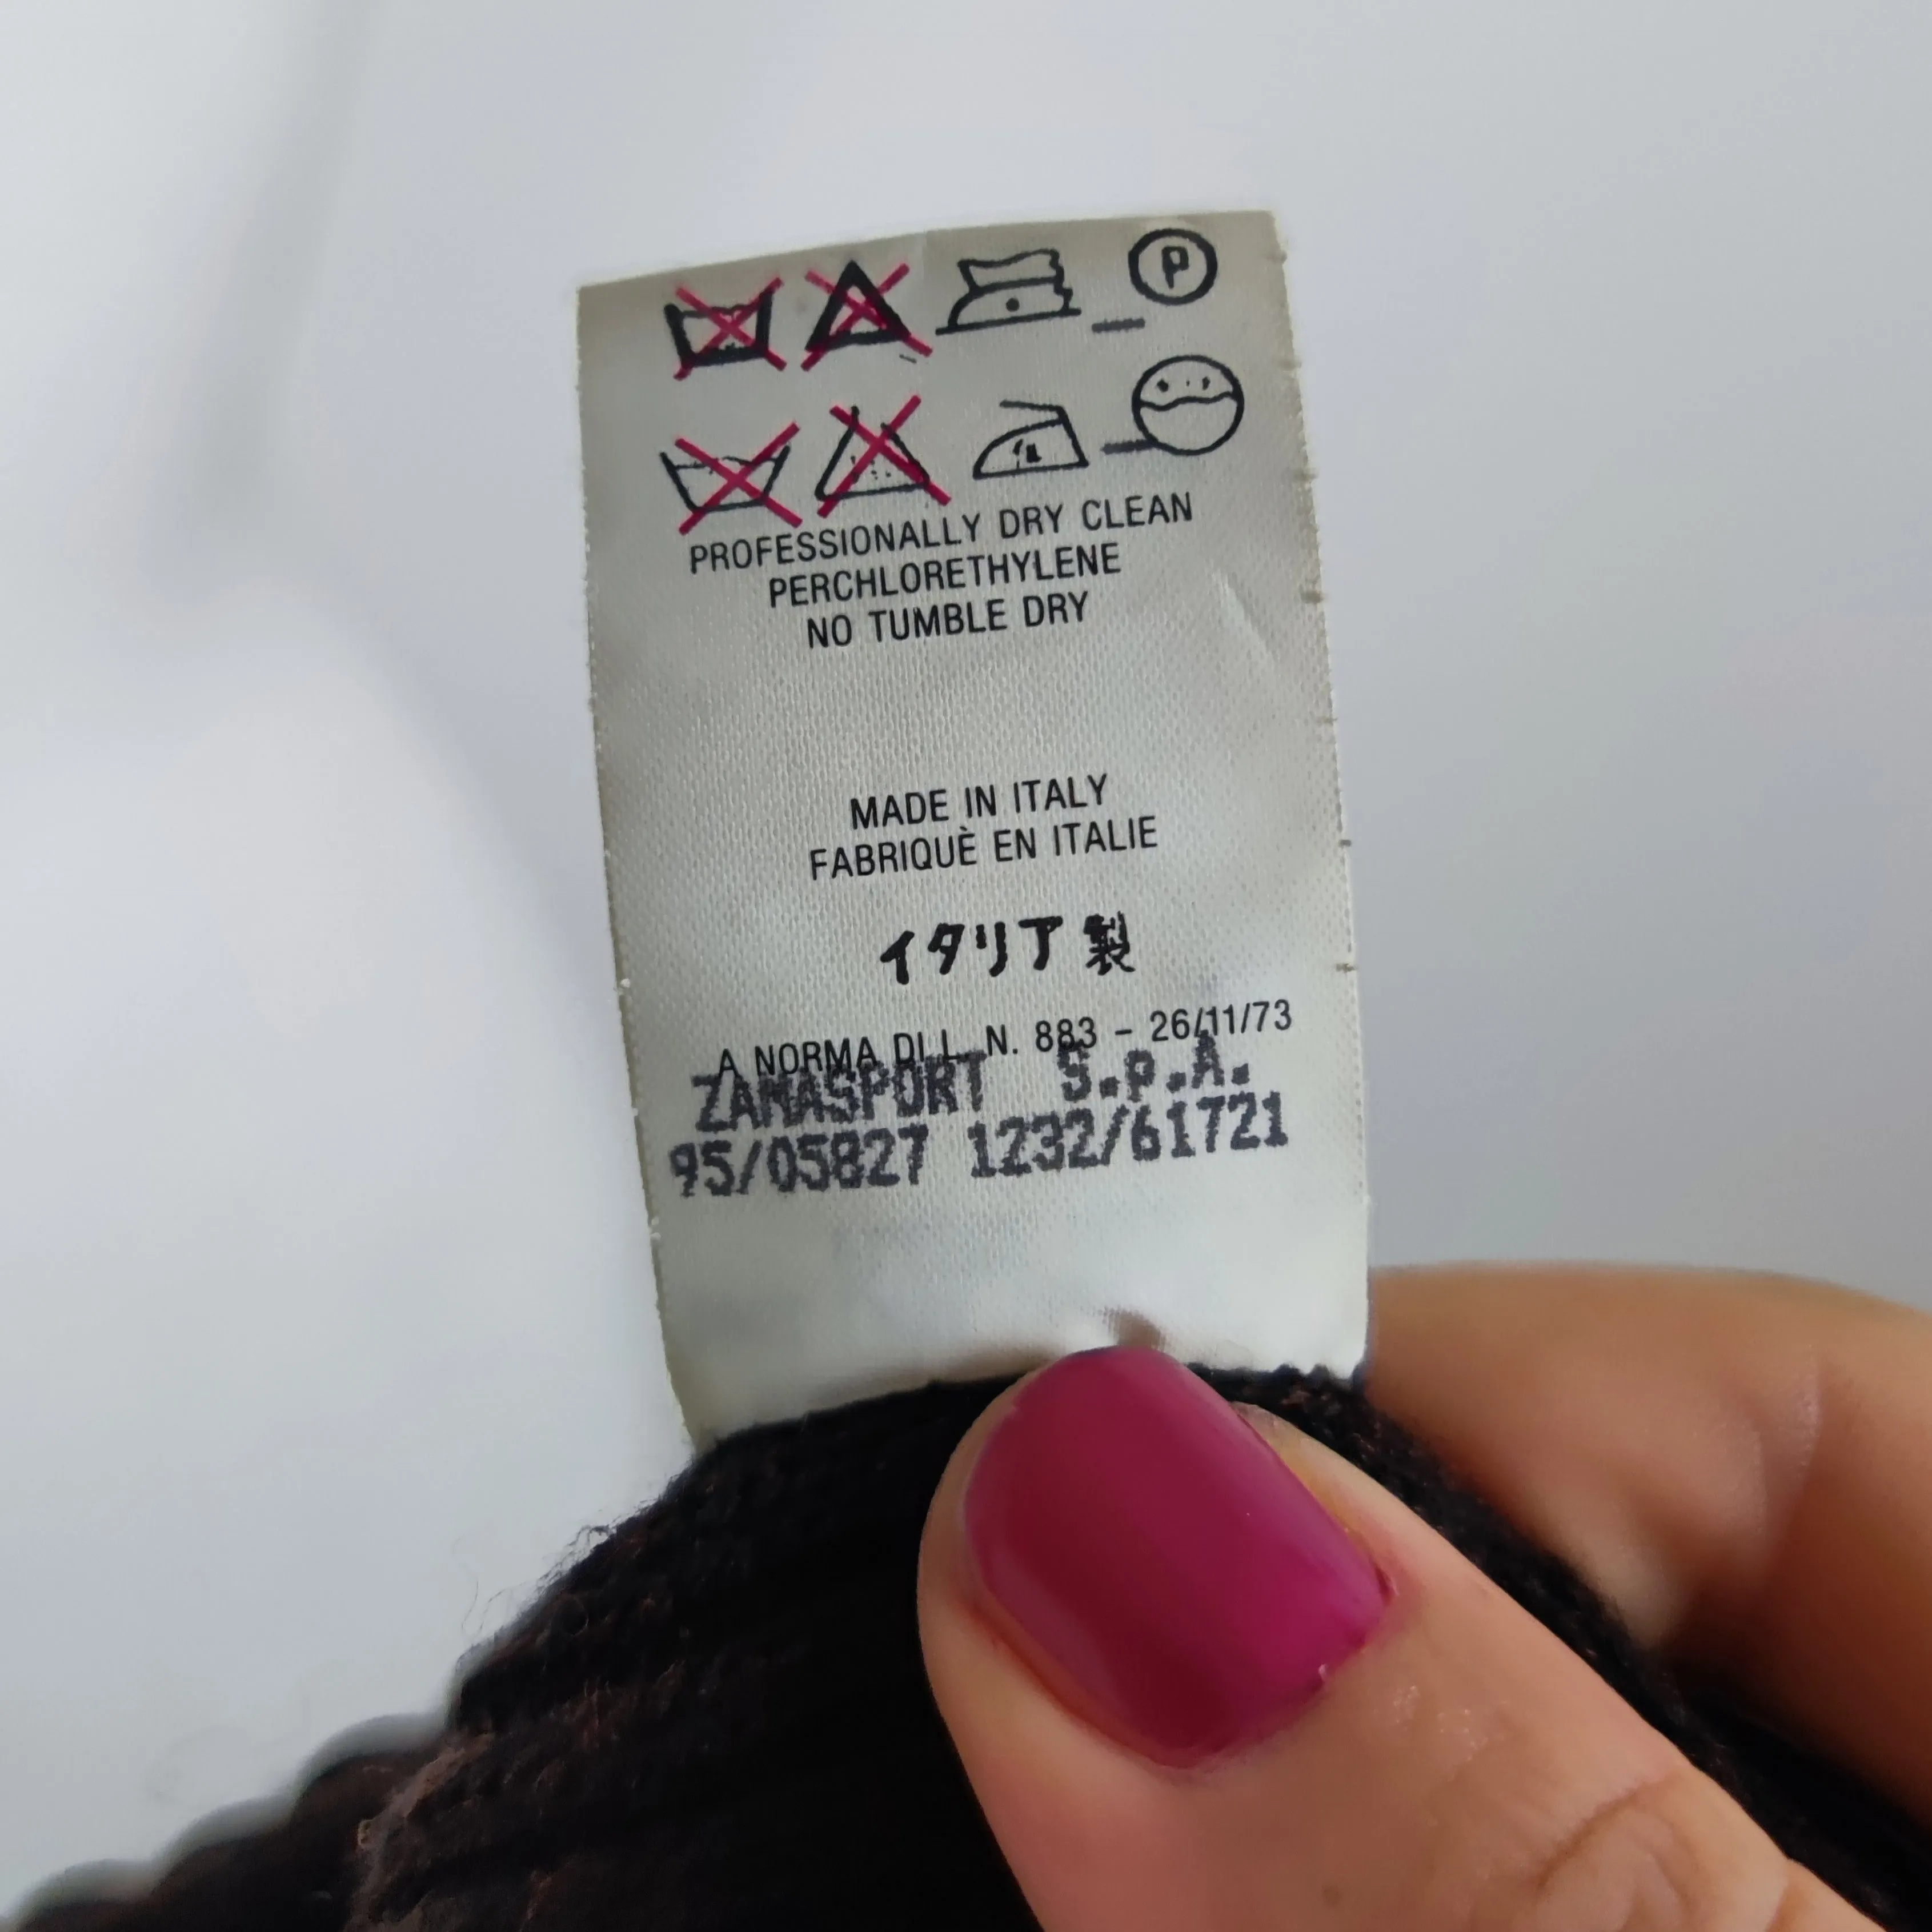 P
PROFESSIONALLY DRY CLEAN
PERCHLORETHYLENE
NO TUMBLE DRY
MADE IN ITALY
FABRIQUÈ EN ITALIE
イタリア製
A NORMA DI L. N. 883 - 26/11/73
ZAMASPORT S.p.A.
95/05827 1232/61721